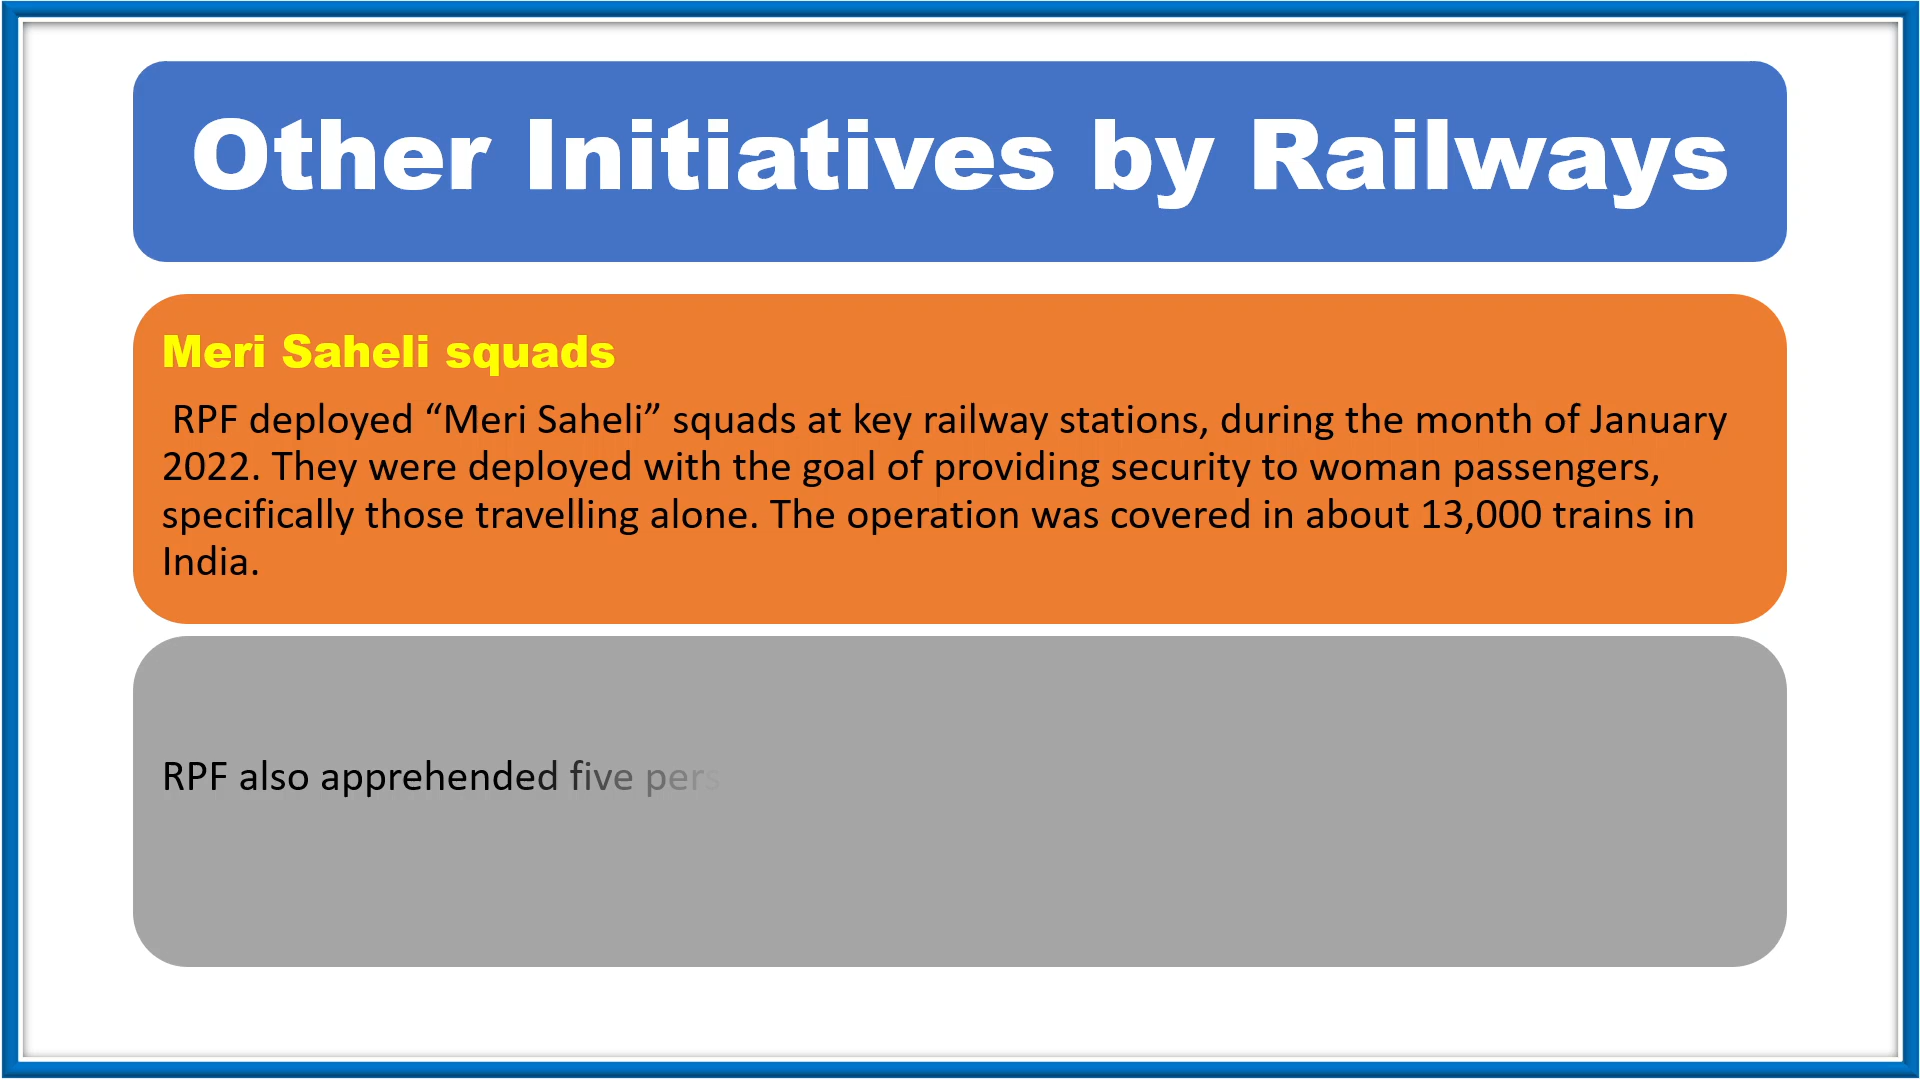 Other Initiatives by Railways
Meri Saheli squads
RPF deployed “Meri Saheli” squads at key railway stations, during the month of January
2022. They were deployed with the goal of providing security to woman passengers,
specifically those travelling alone. The operation was covered in about 13,000 trains in
India.
RPF also apprehended five pers